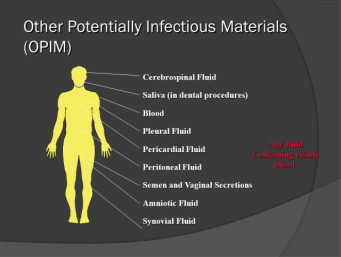 Other Potentially Infectious Materials
(OPIM)
Cerebrospinal Fluid
Saliva (in dental procedures)
Blood
Pleural Fluid
Pericardial Fluid
Peritoneal Fluid
Semen and Vaginal Secretions
Amniotic Fluid
Synovial Fluid
Any fluid
Containing visible
blood.